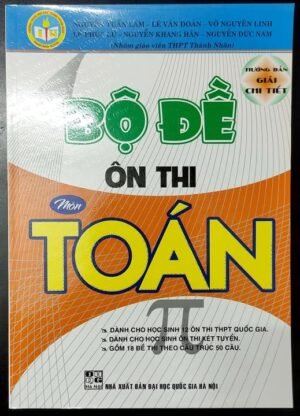 NGUYỄN TUẤN LÂM - LÊ VĂN ĐOÀN - VÕ NGUYÊN LINH
NGUYỄN KHANG HÂN - NGUYỄN ĐỨC NAM
(Nhóm giáo viên THPT Thành Nhân)
HƯỚNG DẪN
GIẢI
CHI TIẾT
BỘ ĐỀ
ÔN THI
Môn
TOÁN
π
DÀNH CHO HỌC SINH 12 ÔN THI THPT QUỐC GIA.
DÀNH CHO HỌC SINH ÔN THI XÉT TUYỂN.
GỒM 18 ĐỀ THI THEO CẤU TRÚC 50 CÂU.
NHÀ XUẤT BẢN ĐẠI HỌC QUỐC GIA HÀ NỘI